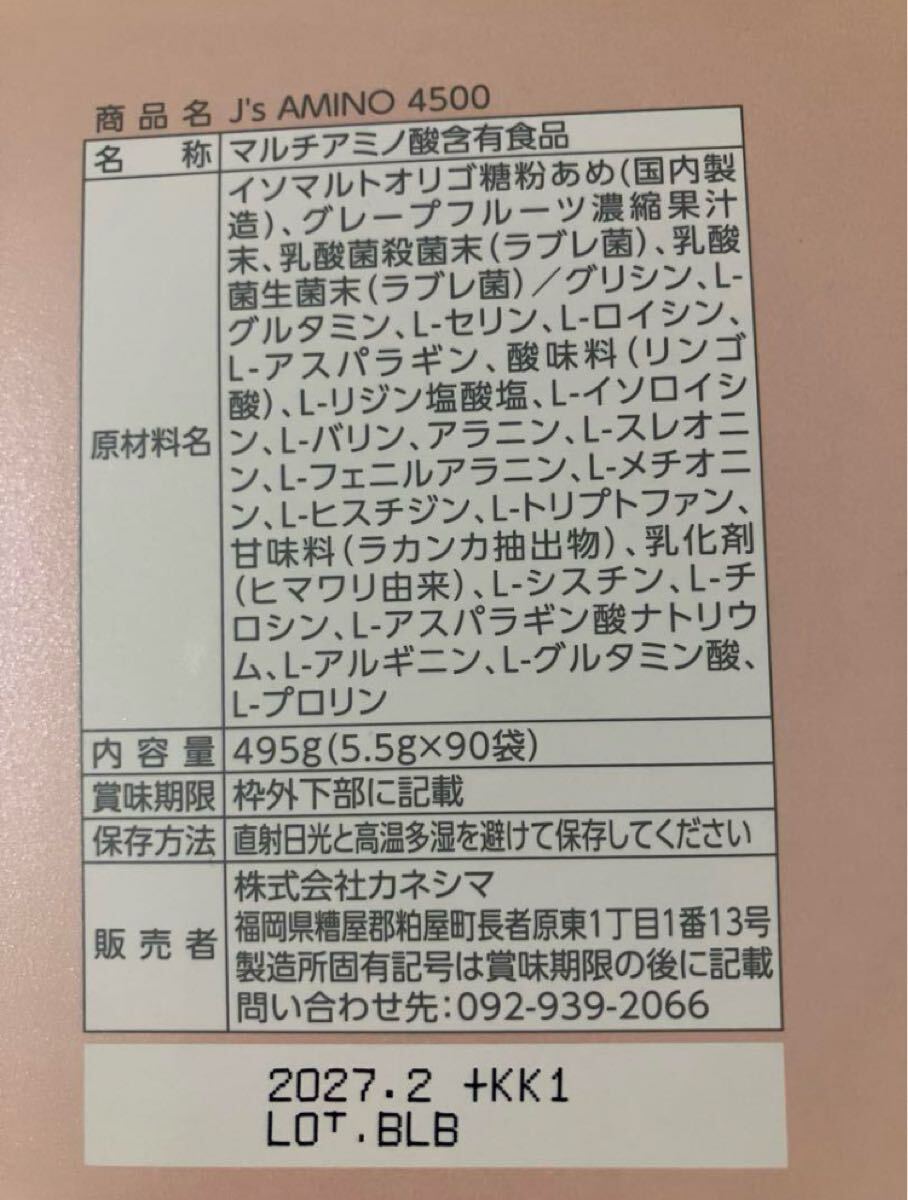 商品名 J's AMINO 4500
名称 マルチアミノ酸含有食品
原材料名 イソマルトオリゴ糖粉あめ(国内製
造)、グレープフルーツ濃縮果汁
末、乳酸菌殺菌末(ラブレ菌)、乳酸
菌生菌末(ラブレ菌)/グリシン、L-
グルタミン、L-セリン、L-ロイシン、
L-アスパラギン、酸味料(リンゴ
酸)、L-リジン塩酸塩、L-イソロイシ
ン、L-バリン、アラニン、L-スレオニ
ン、L-フェニルアラニン、L-メチオニ
ン、L-ヒスチジン、L-トリプトファン、
甘味料(ラカンカ抽出物)、乳化剤
(ヒマワリ由来)、L-シスチン、L-チ
ロシン、L-アスパラギン酸ナトリウ
ム、L-アルギニン、L-グルタミン酸、
L-プロリン
内容量 495g(5.5g×90袋)
賞味期限 枠外下部に記載
保存方法 直射日光と高温多湿を避けて保存してください
販売者 株式会社カネシマ
福岡県糟屋郡粕屋町長者原東1丁目1番13号
製造所固有記号は賞味期限の後に記載
問い合わせ先:092-939-2066
2027.2 +KK1
LOT.BLB